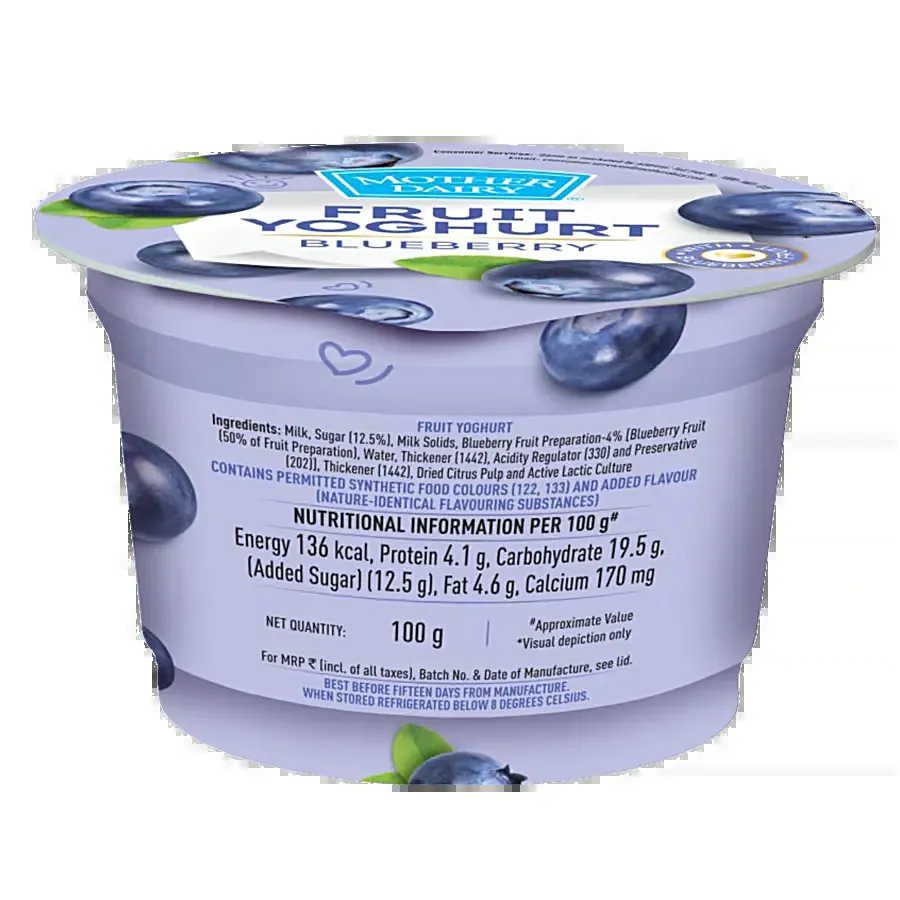 Consumer Services:
MOTHER
DAIRY
FRUIT
YOGHURT
BLUEBERRY
WITH
FRUIT YOGHURT
Ingredients: Milk, Sugar (12.5%), Milk Solids, Blueberry Fruit Preparation-4% [Blueberry Fruit
(50% of Fruit Preparation), Water, Thickener (1442), Acidity Regulator (330) and Preservative
(202)], Thickener (1442), Dried Citrus Pulp and Active Lactic Culture
CONTAINS PERMITTED SYNTHETIC FOOD COLOURS (122, 133) AND ADDED FLAVOUR
(NATURE-IDENTICAL FLAVOURING SUBSTANCES)
NUTRITIONAL INFORMATION PER 100 g#
Energy 136 kcal, Protein 4.1 g, Carbohydrate 19.5 g,
(Added Sugar) (12.5 g), Fat 4.6 g, Calcium 170 mg
NET QUANTITY: 100 g
#Approximate Value
*Visual depiction only
For MRP ₹ (incl. of all taxes), Batch No. & Date of Manufacture, see lid.
BEST BEFORE FIFTEEN DAYS FROM MANUFACTURE.
WHEN STORED REFRIGERATED BELOW 8 DEGREES CELSIUS.